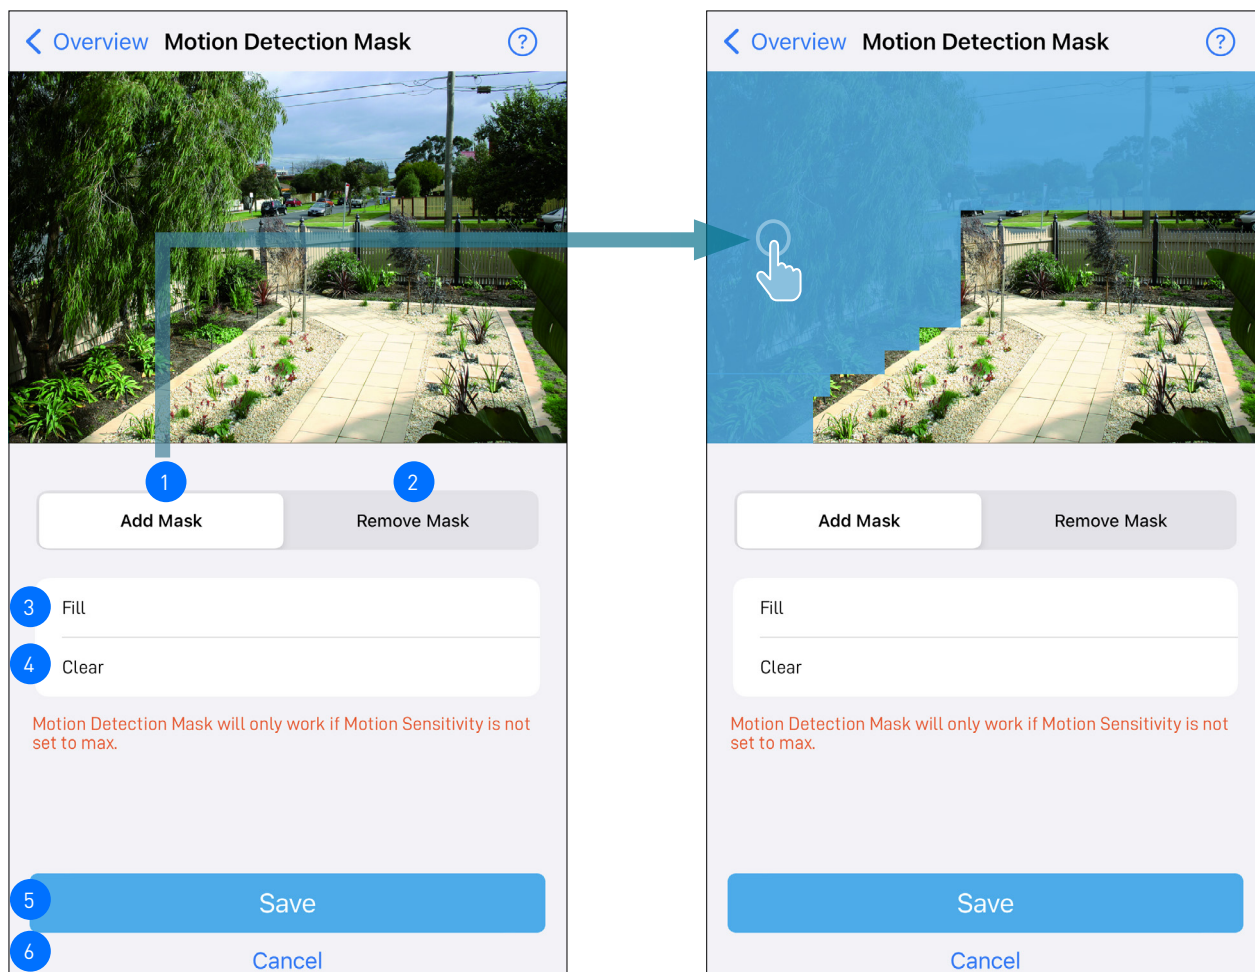 Overview Motion Detection Mask ?
1 2
Add Mask Remove Mask
3 Fill
4 Clear
Motion Detection Mask will only work if Motion Sensitivity is not
set to max.
5 Save
6 Cancel
Overview Motion Detection Mask ?
Add Mask Remove Mask
Fill
Clear
Motion Detection Mask will only work if Motion Sensitivity is not
set to max.
Save
Cancel